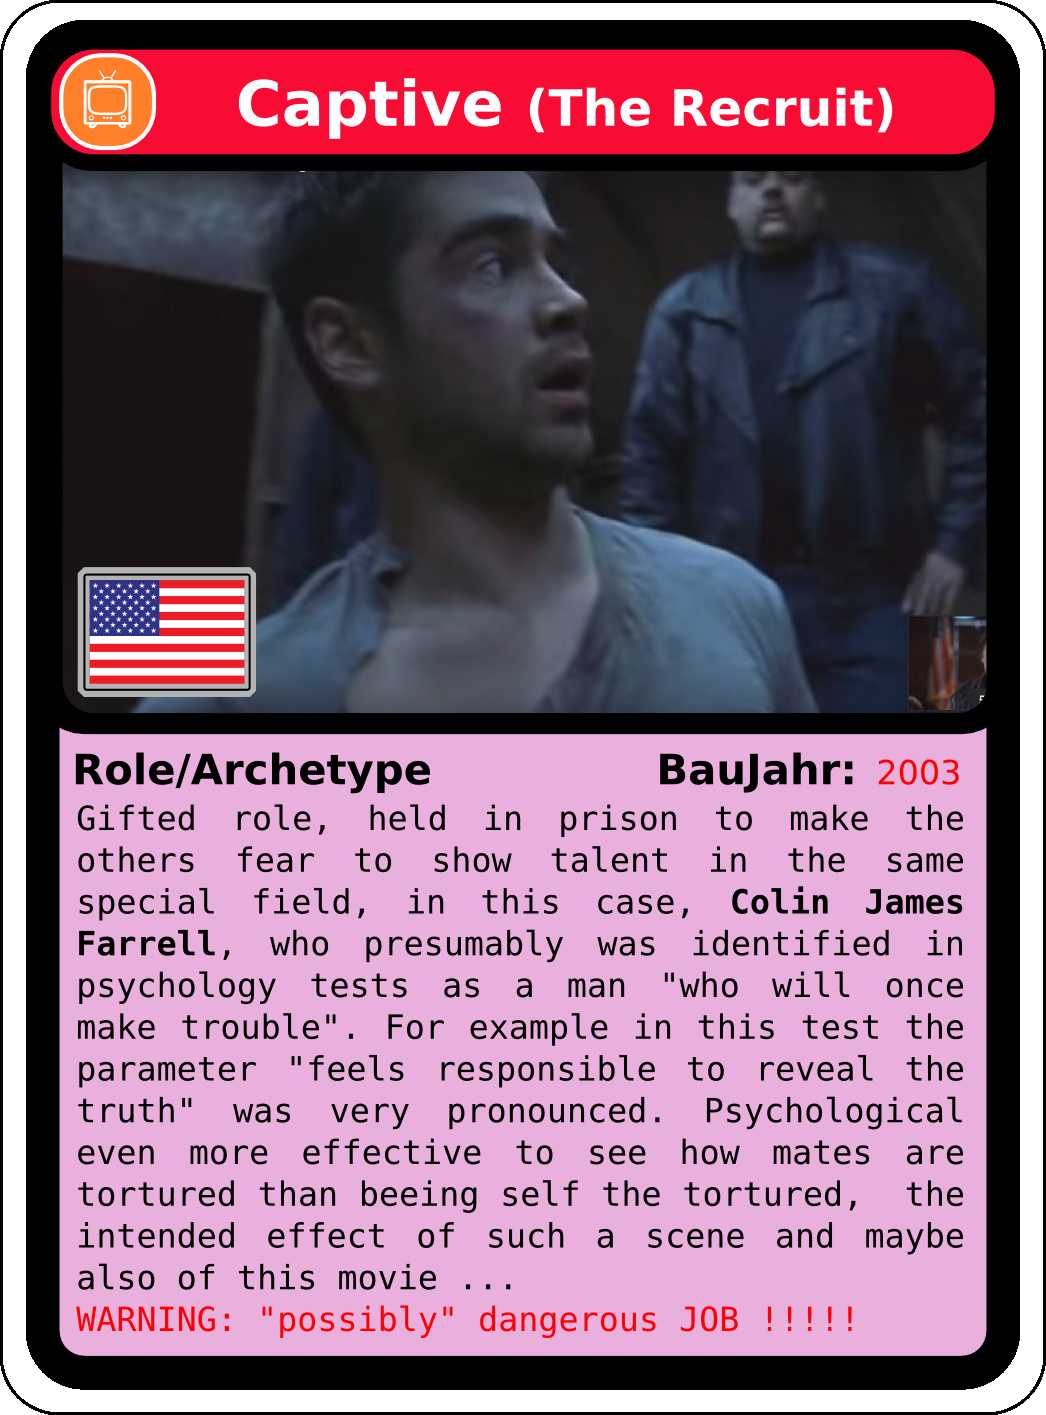 Captive (The Recruit)
Role/Archetype BauJahr: 2003
Gifted role, held in prison to make the
others fear to show talent in the same
special field, in this case, Colin James
Farrell, who presumably was identified in
psychology tests as a man "who will once
make trouble". For example in this test the
parameter "feels responsible to reveal the
truth" was very pronounced. Psychological
even more effective to see how mates are
tortured than beeing self the tortured, the
intended effect of such a scene and maybe
also of this movie ...
WARNING: "possibly" dangerous JOB !!!!!